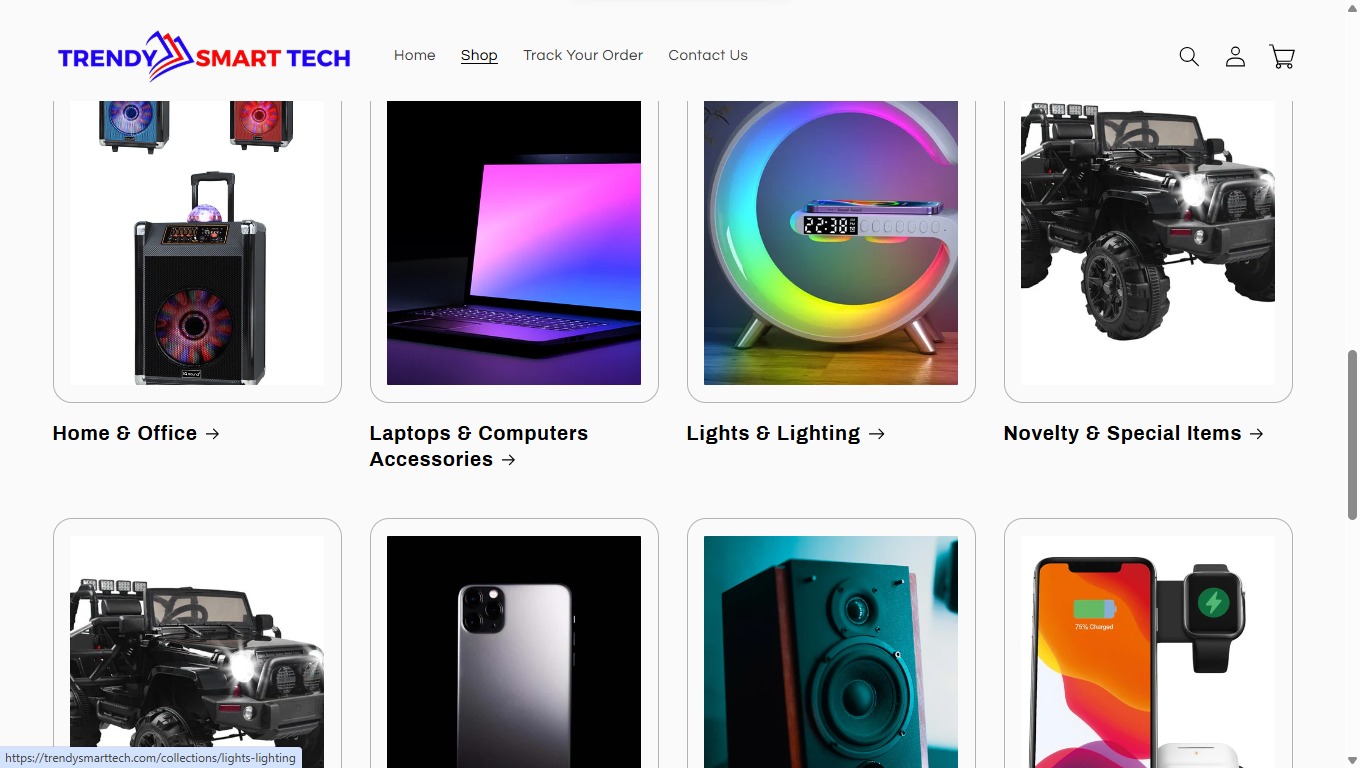 TRENDY SMART TECH
Home Shop Track Your Order Contact Us
22:38
Home & Office →
Laptops & Computers
Accessories →
Lights & Lighting →
Novelty & Special Items →
75% Charged
https://trendysmarttech.com/collections/lights-lighting